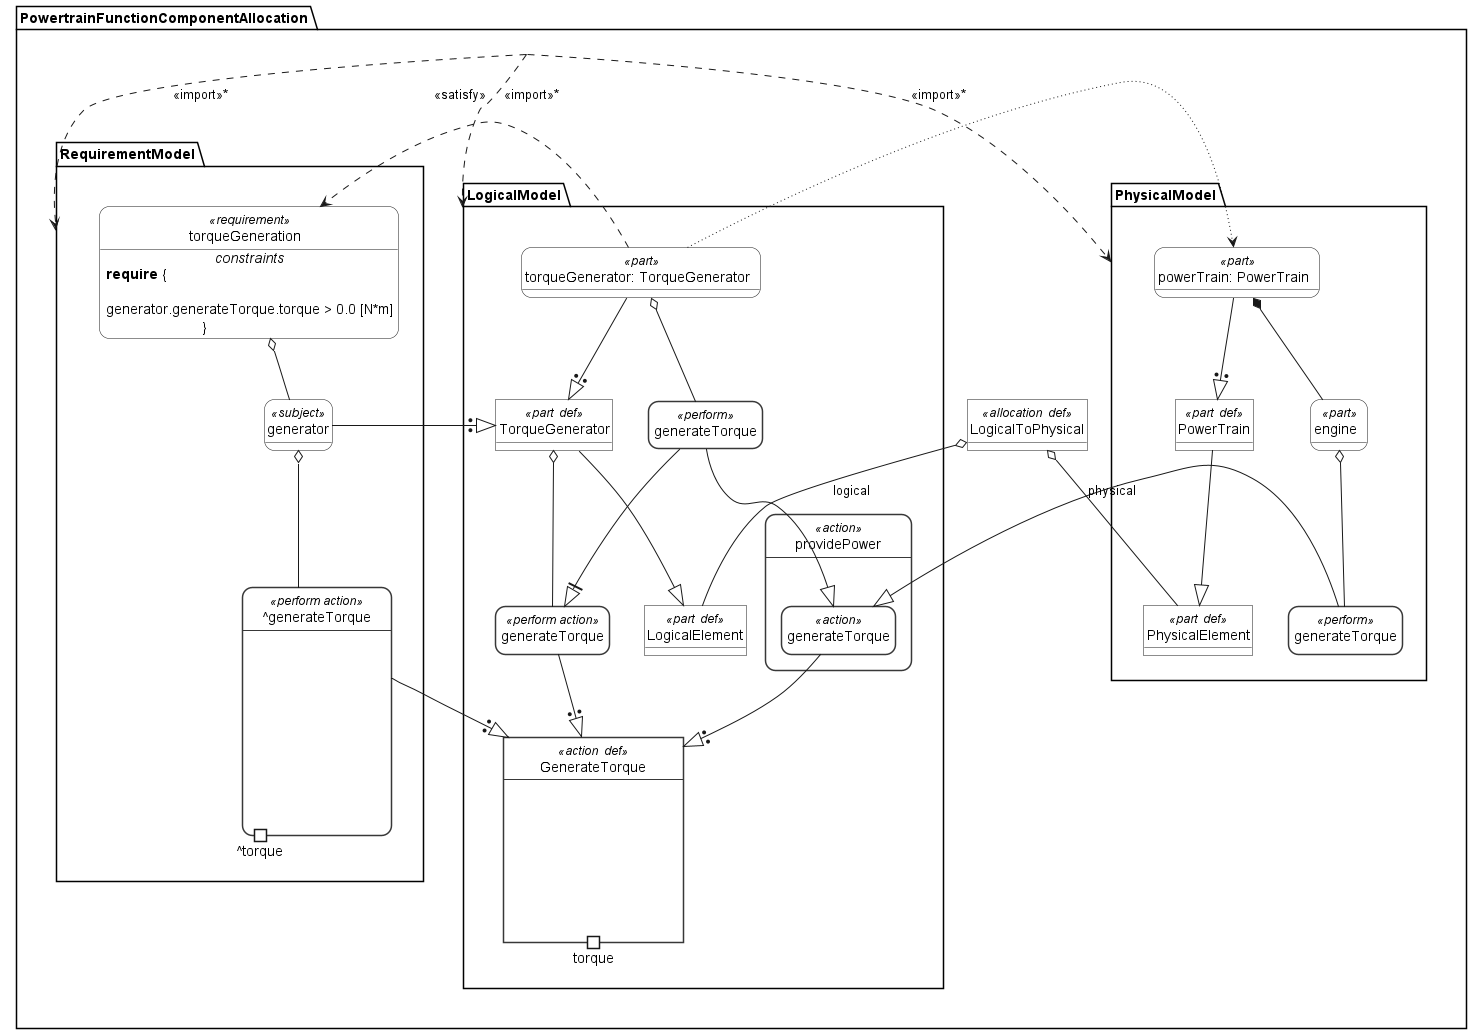 PowertrainFunctionComponentAllocation
«import»*
«satisfy»
«import»*
«import»*
RequirementModel
LogicalModel
PhysicalModel
«requirement»
torqueGeneration
constraints
require {
generator.generateTorque.torque > 0.0 [N*m]
}
«part»
torqueGenerator: TorqueGenerator
«part»
powerTrain: PowerTrain
«subject»
generator
«part def»
TorqueGenerator
«perform»
generateTorque
«allocation def»
LogicalToPhysical
«part def»
PowerTrain
«part»
engine
logical
physical
«action»
providePower
«perform action»
^generateTorque
«perform action»
generateTorque
«part def»
LogicalElement
«action»
generateTorque
«part def»
PhysicalElement
«perform»
generateTorque
«action def»
GenerateTorque
^torque
torque